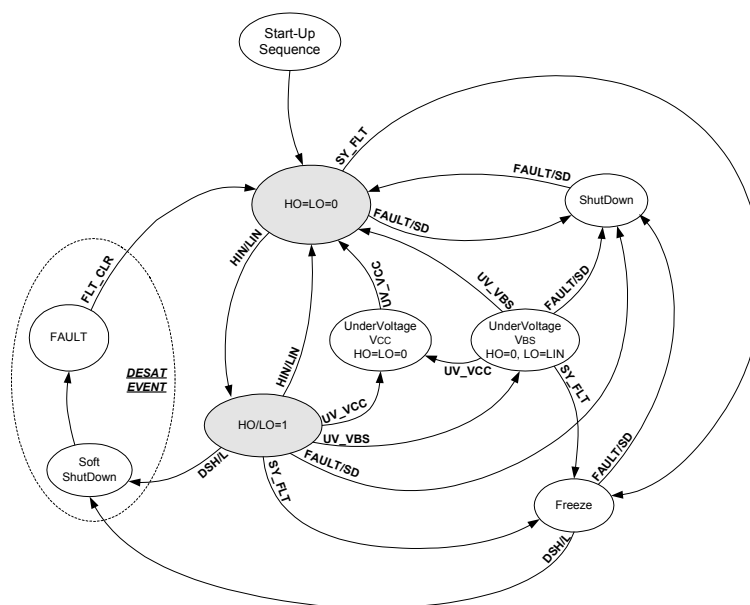 Start-Up
Sequence
SY_FLT
FAULT/SD
ShutDown
HO=LO=0
FAULT/SD
HIN/LIN
FLT_CLR
UV_VCC
UV_VBS
FAULT/SD
FAULT
UnderVoltage
VCC
HO=LO=0
UnderVoltage
VBS
HO=0, LO=LIN
DESAT
EVENT
HIN/LIN
UV_VCC
SY_FLT
UV_VCC
HO/LO=1
UV_VBS
Soft
ShutDown
DSH/L
SY_FLT
FAULT/SD
FAULT/SD
Freeze
DSH/L